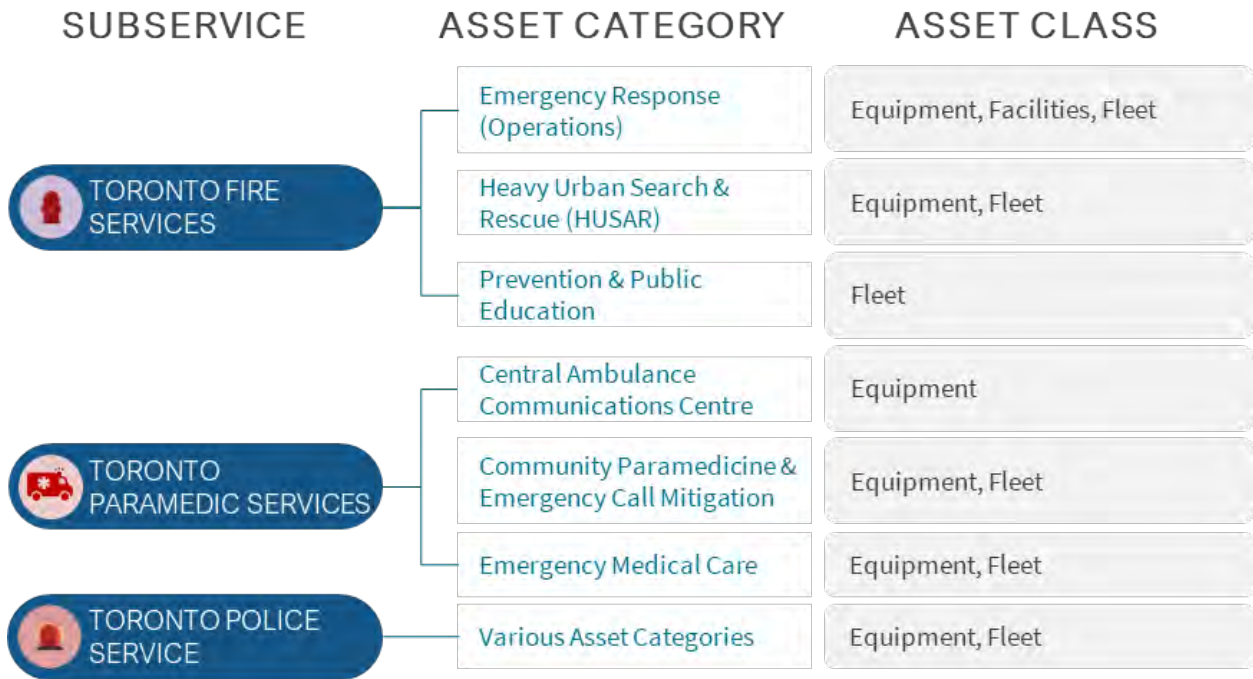 SUBSERVICE
ASSET CATEGORY
ASSET CLASS
TORONTO FIRE
SERVICES
Emergency Response
(Operations)
Equipment, Facilities, Fleet
Heavy Urban Search &
Rescue (HUSAR)
Equipment, Fleet
Prevention & Public
Education
Fleet
TORONTO
PARAMEDIC SERVICES
Central Ambulance
Communications Centre
Equipment
Community Paramedicine &
Emergency Call Mitigation
Equipment, Fleet
Emergency Medical Care
Equipment, Fleet
TORONTO POLICE
SERVICE
Various Asset Categories
Equipment, Fleet